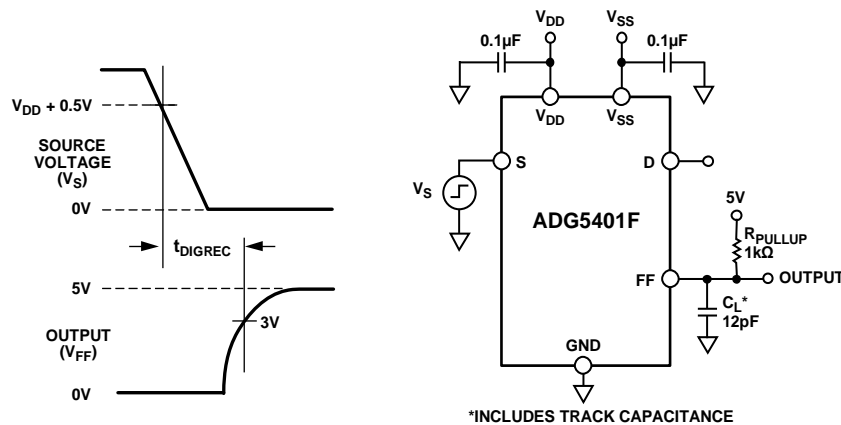 V_DD + 0.5V
SOURCE
VOLTAGE
(V_S)
0V
t_DIGREC
5V
3V
OUTPUT
(V_FF)
0V
V_DD
V_SS
0.1µF
0.1µF
V_DD
V_SS
S
D
V_S
ADG5401F
5V
R_PULLUP
1kΩ
FF
OUTPUT
C_L*
12pF
GND
*INCLUDES TRACK CAPACITANCE